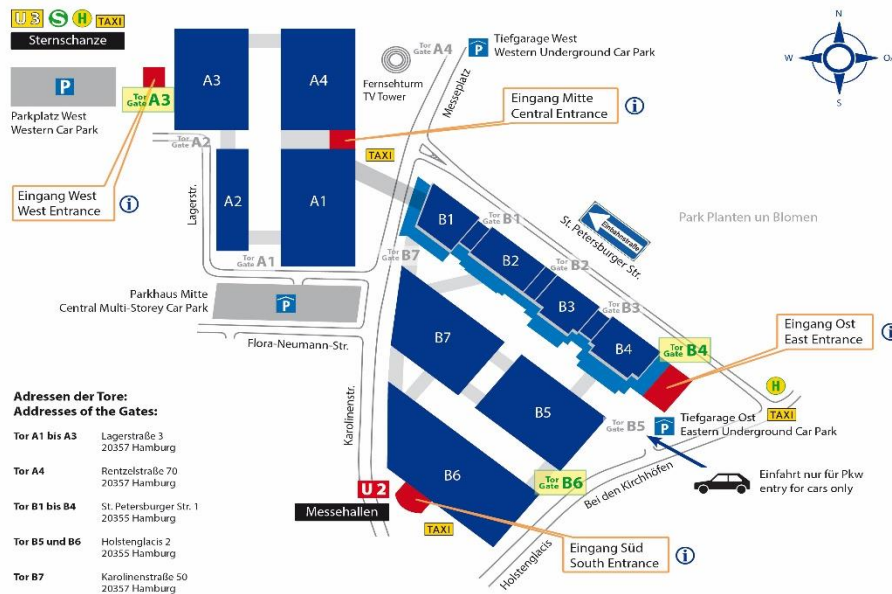 U3 S H TAXI
Sternschanze
P
Parkplatz West
Western Car Park
Tor
Gate A3
A3
A4
Tor
Gate A4
Fernsehturm
TV Tower
Messeplatz
P
Tiefgarage West
Western Underground Car Park
N
W
S
Eingang Mitte
Central Entrance
i
Tor
Gate A2
TAXI
Eingang West
West Entrance
i
Lagerstr.
A2
A1
Tor
Gate A1
B1
Tor
Gate B1
Einbahnstraße
St. Petersburger Str.
Park Planten un Blomen
Tor
Gate B7
B2
Tor
Gate B2
Parkhaus Mitte
Central Multi-Storey Car Park
P
B3
Tor
Gate B3
Flora-Neumann-Str.
B7
B4
Tor
Gate B4
Eingang Ost
East Entrance
i
H
TAXI
Karolinenstr.
B5
Tor
Gate B5
P
Tiefgarage Ost
Eastern Underground Car Park
Adressen der Tore:
Addresses of the Gates:
Tor A1 bis A3 Lagerstraße 3
20357 Hamburg
Tor A4 Rentzelstraße 70
20357 Hamburg
Tor B1 bis B4 St. Petersburger Str. 1
20355 Hamburg
Tor B5 und B6 Holstenglacis 2
20355 Hamburg
Tor B7 Karolinenstraße 50
20357 Hamburg
B6
Tor
Gate B6
Bei den Kirchhöfen
Einfahrt nur für Pkw
entry for cars only
U2
Messehallen
TAXI
Holstenglacis
Eingang Süd
South Entrance
i